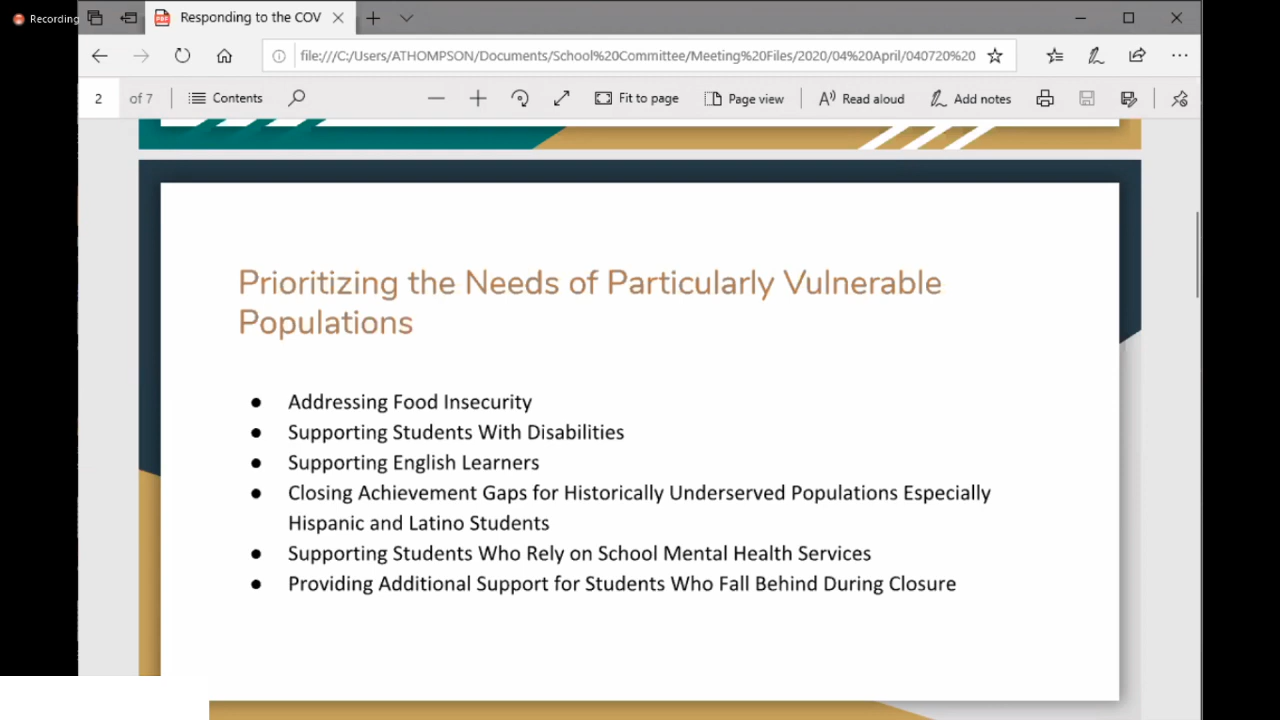 Recording
Responding to the COV
file:///C:/Users/ATHOMPSON/Documents/School%20Committee/Meeting%20Files/2020/04%20April/040720%20
2 of 7 Contents Fit to page Page view Read aloud Add notes
Prioritizing the Needs of Particularly Vulnerable
Populations
● Addressing Food Insecurity
● Supporting Students With Disabilities
● Supporting English Learners
● Closing Achievement Gaps for Historically Underserved Populations Especially
Hispanic and Latino Students
● Supporting Students Who Rely on School Mental Health Services
● Providing Additional Support for Students Who Fall Behind During Closure